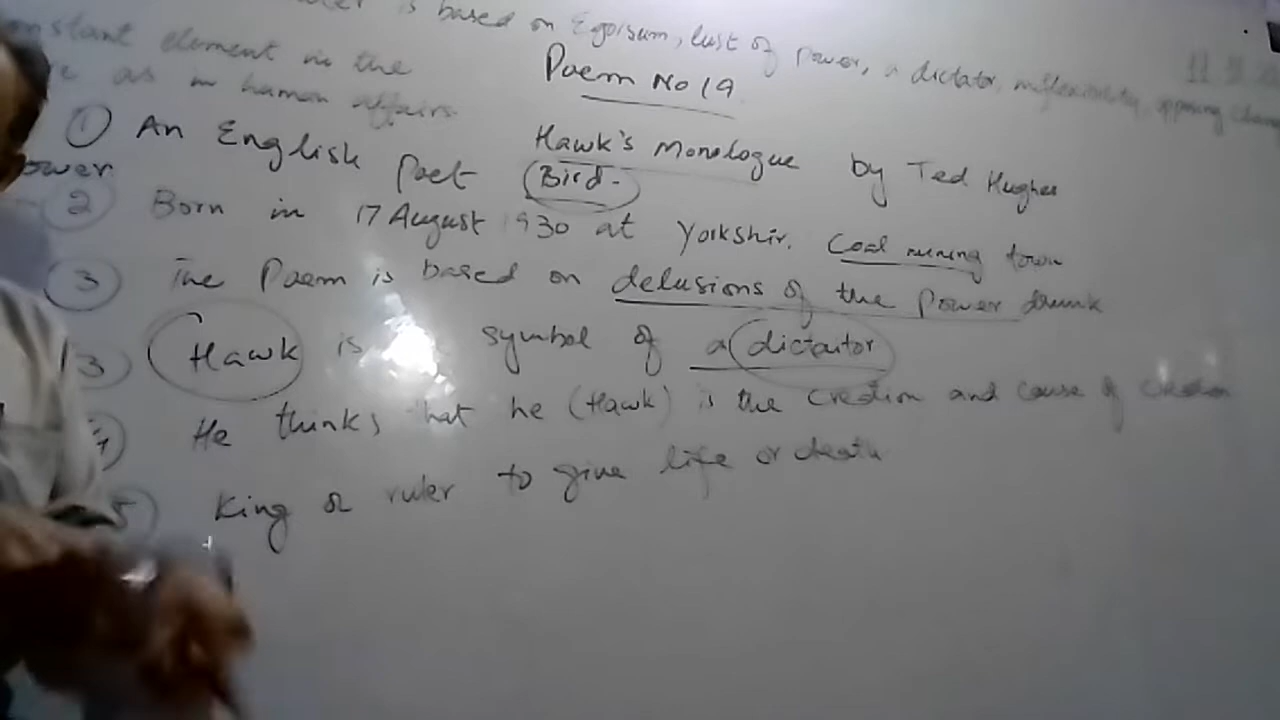 is based on Egoisum, lust of Power, a dictator, inflexibility, opposing
element in the
as in human affairs.
Poem No 19
Hawk's Monologue by Ted Hughes
① An English Poet (Bird-)
ower
② Born in 17 August 1930 at Yorkshir. Coal mining town
③ The Poem is based on delusions of the Power drunk
3 Hawk is symbol of a dictaitor
4 He thinks that he (Hawk) is the creation and cause of creation
5 King or ruler to give life or death